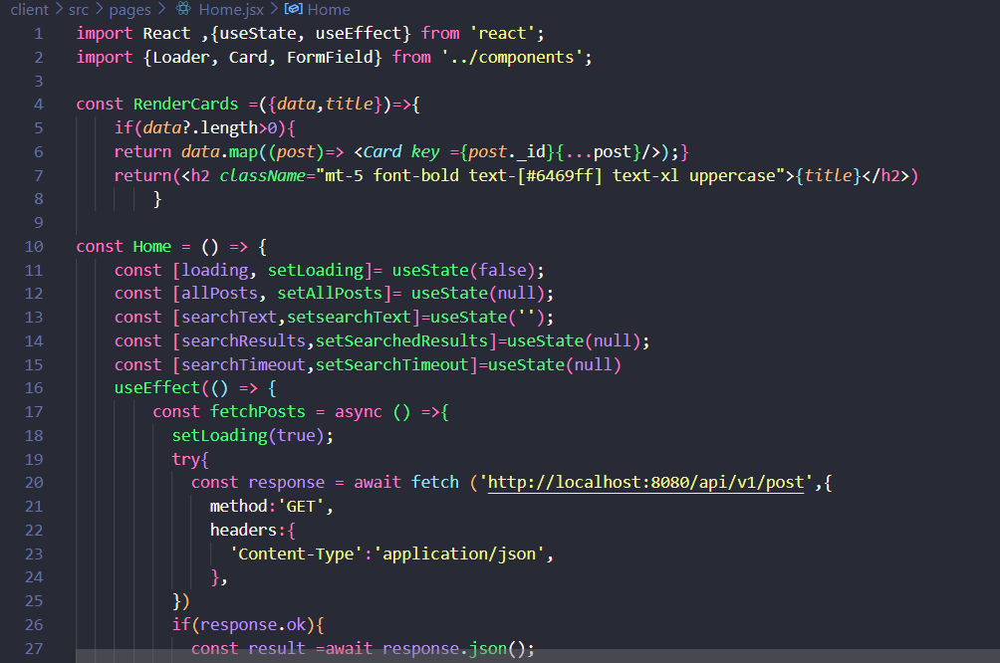 client > src > pages > Home.jsx > Home
1 import React ,{useState, useEffect} from 'react';
2 import {Loader, Card, FormField} from '../components';
3
4 const RenderCards =({data,title})=>{
5 if(data?.length>0){
6 return data.map((post)=> <Card key ={post._id}{...post}/>);}
7 return(<h2 className="mt-5 font-bold text-[#6469ff] text-xl uppercase">{title}</h2>)
8 }
9
10 const Home = () => {
11 const [loading, setLoading]= useState(false);
12 const [allPosts, setAllPosts]= useState(null);
13 const [searchText,setsearchText]=useState('');
14 const [searchResults,setSearchedResults]=useState(null);
15 const [searchTimeout,setSearchTimeout]=useState(null)
16 useEffect(() => {
17 const fetchPosts = async () =>{
18 setLoading(true);
19 try{
20 const response = await fetch ('http://localhost:8080/api/v1/post',{
21 method:'GET',
22 headers:{
23 'Content-Type':'application/json',
24 },
25 })
26 if(response.ok){
27 const result =await response.json();